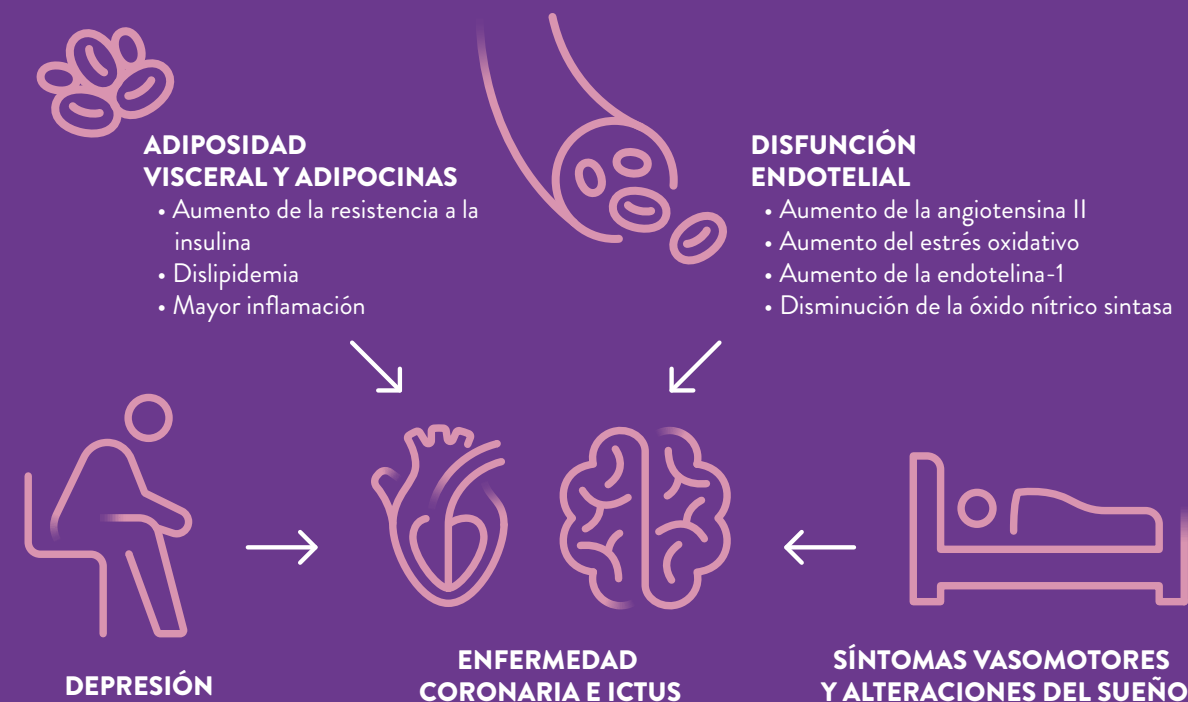 ADIPOSIDAD
VISCERAL Y ADIPOCINAS
• Aumento de la resistencia a la
insulina
• Dislipidemia
• Mayor inflamación
DISFUNCIÓN
ENDOTELIAL
• Aumento de la angiotensina II
• Aumento del estrés oxidativo
• Aumento de la endotelina-1
• Disminución de la óxido nítrico sintasa
DEPRESIÓN
ENFERMEDAD
CORONARIA E ICTUS
SÍNTOMAS VASOMOTORES
Y ALTERACIONES DEL SUEÑO